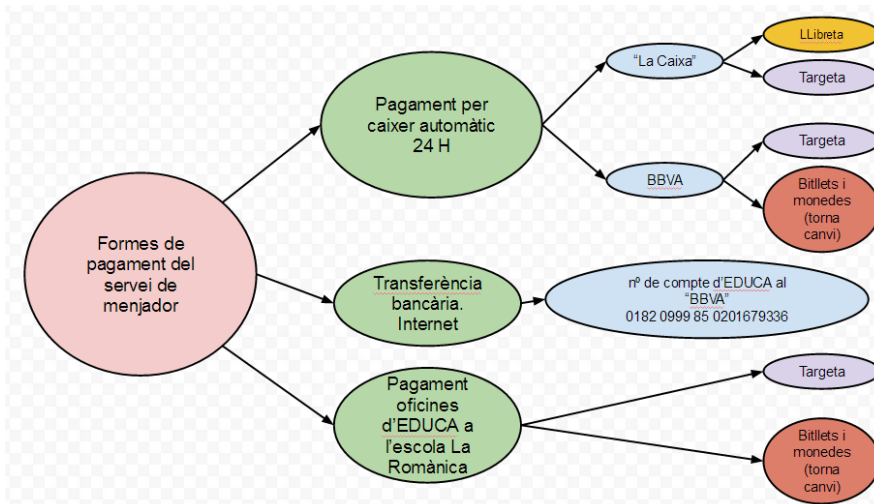 Formes de
pagament del
servei de
menjador
Pagament per
caixer automàtic
24 H
“La Caixa”
LLibreta
Targeta
BBVA
Targeta
Bitllets i
monedes
(torna
canvi)
Transferència
bancària.
Internet
nº de compte d’EDUCA al
“BBVA”
0182 0999 85 0201679336
Pagament
oficines
d’EDUCA a
l’escola La
Romànica
Targeta
Bitllets i
monedes
(torna
canvi)